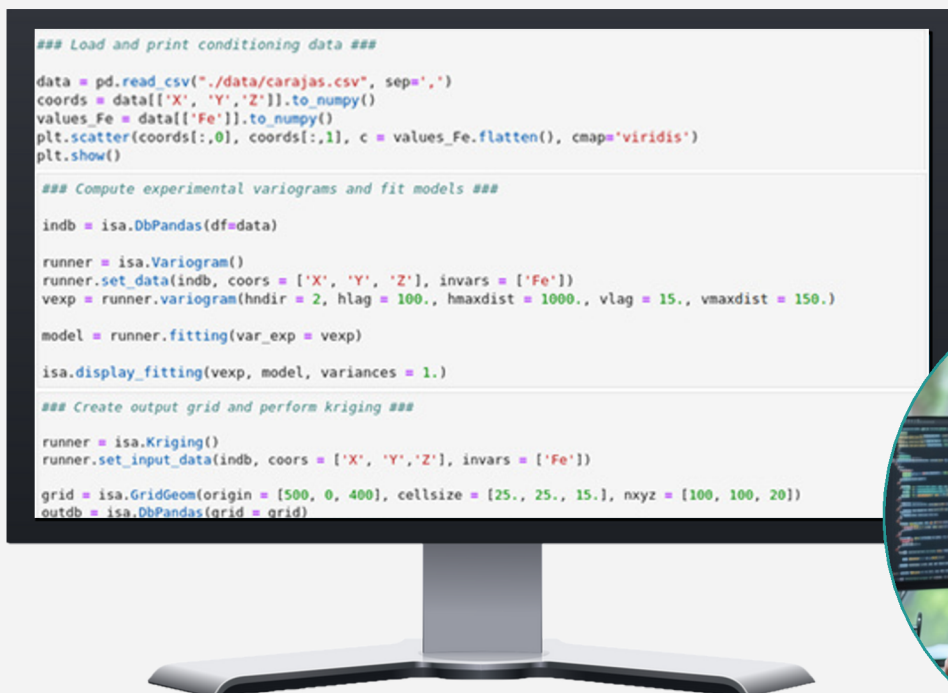 ### Load and print conditioning data ###
data = pd.read_csv("./data/carajas.csv", sep=',')
coords = data[['X', 'Y','Z']].to_numpy()
values_Fe = data[['Fe']].to_numpy()
plt.scatter(coords[:,0], coords[:,1], c = values_Fe.flatten(), cmap='viridis')
plt.show()
### Compute experimental variograms and fit models ###
indb = isa.DbPandas(df=data)
runner = isa.Variogram()
runner.set_data(indb, coors = ['X', 'Y', 'Z'], invars = ['Fe'])
vexp = runner.variogram(hndir = 2, hlag = 100., hmaxdist = 1000., vlag = 15., vmaxdist = 150.)
model = runner.fitting(var_exp = vexp)
isa.display_fitting(vexp, model, variances = 1.)
### Create output grid and perform kriging ###
runner = isa.Kriging()
runner.set_input_data(indb, coors = ['X', 'Y','Z'], invars = ['Fe'])
grid = isa.GridGeom(origin = [500, 0, 400], cellsize = [25., 25., 15.], nxyz = [100, 100, 20])
outdb = isa.DbPandas(grid = grid)